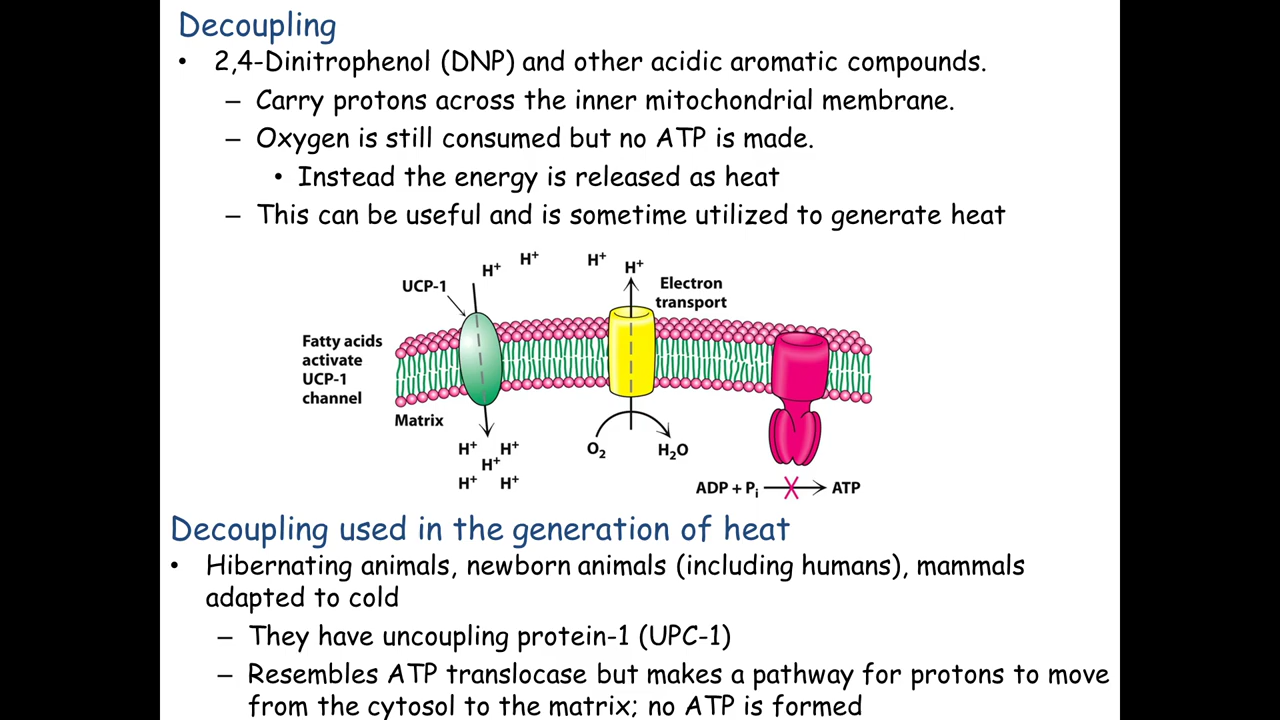 Decoupling
• 2,4-Dinitrophenol (DNP) and other acidic aromatic compounds.
– Carry protons across the inner mitochondrial membrane.
– Oxygen is still consumed but no ATP is made.
• Instead the energy is released as heat
– This can be useful and is sometime utilized to generate heat
H⁺ H⁺ H⁺ H⁺
UCP-1
Electron
transport
Fatty acids
activate
UCP-1
channel
Matrix
H⁺ H⁺
H⁺
H⁺ H⁺
O₂ H₂O
ADP + Pᵢ ATP
Decoupling used in the generation of heat
• Hibernating animals, newborn animals (including humans), mammals
adapted to cold
– They have uncoupling protein-1 (UPC-1)
– Resembles ATP translocase but makes a pathway for protons to move
from the cytosol to the matrix; no ATP is formed